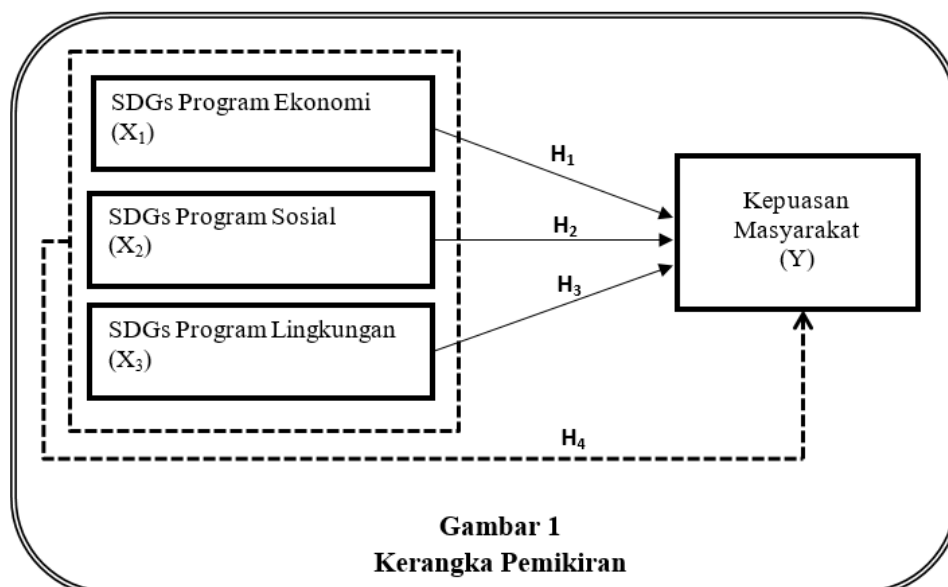 SDGs Program Ekonomi
(X₁)
H₁
SDGs Program Sosial
(X₂)
H₂
SDGs Program Lingkungan
(X₃)
H₃
Kepuasan
Masyarakat
(Y)
H₄
Gambar 1
Kerangka Pemikiran